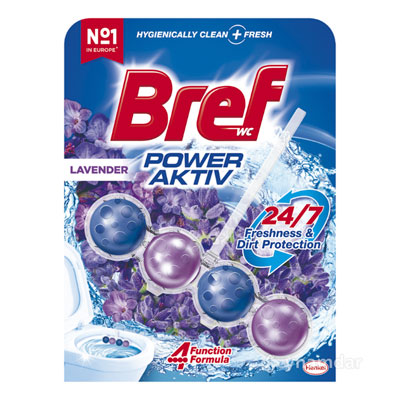 Nº1
IN EUROPE*
HYGIENICALLY CLEAN + FRESH
Bref
WC
LAVENDER
POWER
AKTIV
24/7
Freshness &
Dirt Protection
4 Function
Formula
Henkel